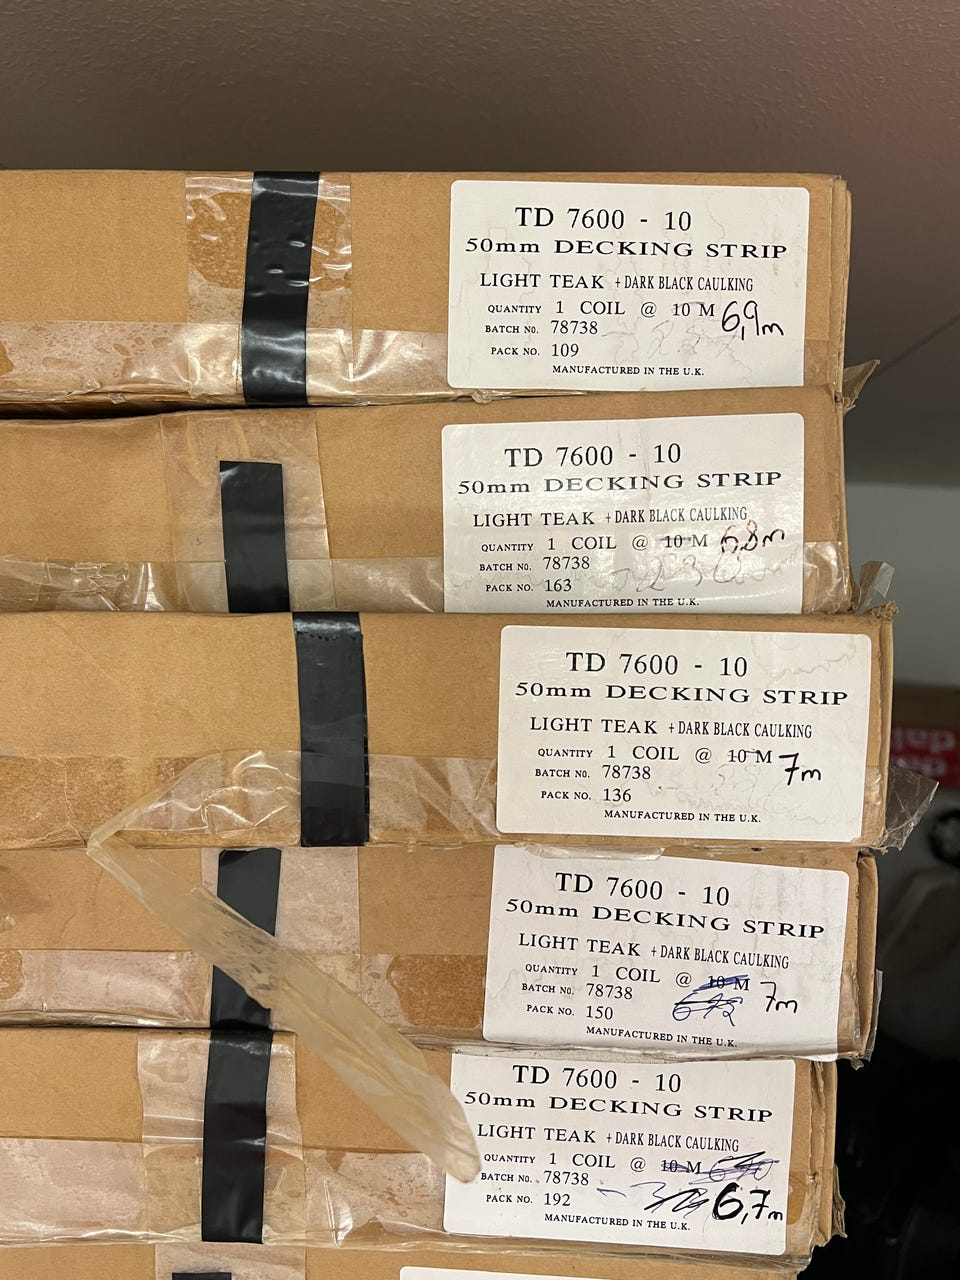 TD 7600 - 10
50mm DECKING STRIP
LIGHT TEAK + DARK BLACK CAULKING
QUANTITY 1 COIL @ 10 M 6,9m
BATCH NO. 78738
PACK NO. 109
MANUFACTURED IN THE U.K.
TD 7600 - 10
50mm DECKING STRIP
LIGHT TEAK + DARK BLACK CAULKING
QUANTITY 1 COIL @ 10 M 6,8m
BATCH NO. 78738
PACK NO. 163
MANUFACTURED IN THE U.K.
TD 7600 - 10
50mm DECKING STRIP
LIGHT TEAK + DARK BLACK CAULKING
QUANTITY 1 COIL @ 10 M 7m
BATCH NO. 78738
PACK NO. 136
MANUFACTURED IN THE U.K.
TD 7600 - 10
50mm DECKING STRIP
LIGHT TEAK + DARK BLACK CAULKING
QUANTITY 1 COIL @ 10 M 7m
BATCH NO. 78738
PACK NO. 150
MANUFACTURED IN THE U.K.
TD 7600 - 10
50mm DECKING STRIP
LIGHT TEAK + DARK BLACK CAULKING
QUANTITY 1 COIL @ 10 M
BATCH NO. 78738
PACK NO. 192 6,7m
MANUFACTURED IN THE U.K.